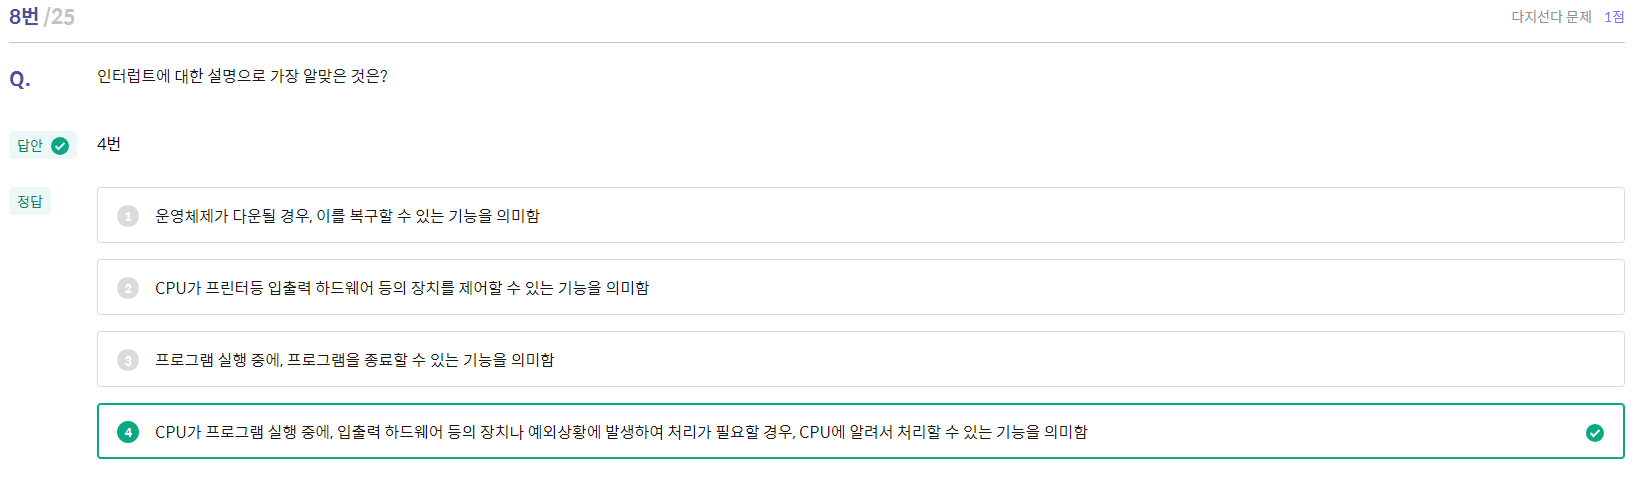 8번 /25
다지선다 문제 1점
Q. 인터럽트에 대한 설명으로 가장 알맞은 것은?
답안 4번
정답
1 운영체제가 다운될 경우, 이를 복구할 수 있는 기능을 의미함
2 CPU가 프린터등 입출력 하드웨어 등의 장치를 제어할 수 있는 기능을 의미함
3 프로그램 실행 중에, 프로그램을 종료할 수 있는 기능을 의미함
4 CPU가 프로그램 실행 중에, 입출력 하드웨어 등의 장치나 예외상황에 발생하여 처리가 필요할 경우, CPU에 알려서 처리할 수 있는 기능을 의미함